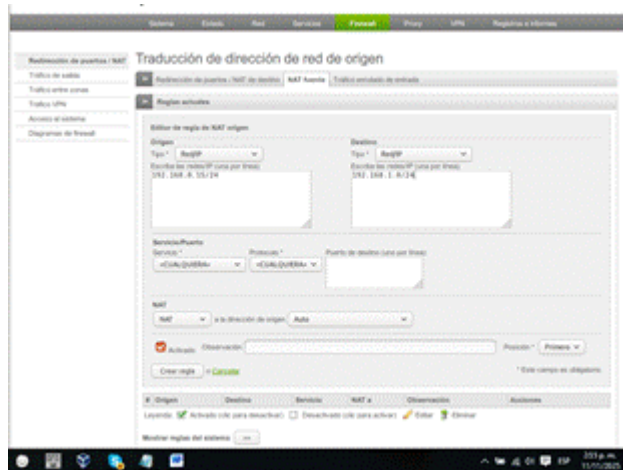 Sistema Estado Red Servicios Firewall Proxy VPN Registros e informes
Redirección de puertos / NAT
Tráfico de salida
Tráfico entre zonas
Tráfico VPN
Acceso al sistema
Diagramas de firewall
Traducción de dirección de red de origen
Redirección de puertos / NAT de destino NAT fuente Tráfico enrutado de entrada
Reglas actuales
Editor de regla de NAT origen
Origen Destino
Tipo * Red/IP Tipo * Red/IP
Escriba las redes/IP (una por línea) Escriba las redes/IP (una por línea)
192.168.0.15/24 192.168.1.0/24
Servicio/Puerto
Servicio * Protocolo * Puerto de destino (uno por línea)
<CUALQUIERA> <CUALQUIERA>
NAT
NAT a la dirección de origen Auto
Activado Observación Posición * Primero
Crear regla o Cancelar * Este campo es obligatorio.
# Origen Destino Servicio NAT a Observación Acciones
Leyenda: Activado (clic para desactivar) Desactivado (clic para activar) Editar Eliminar
Mostrar reglas del sistema >>
ESP
11/11/2025